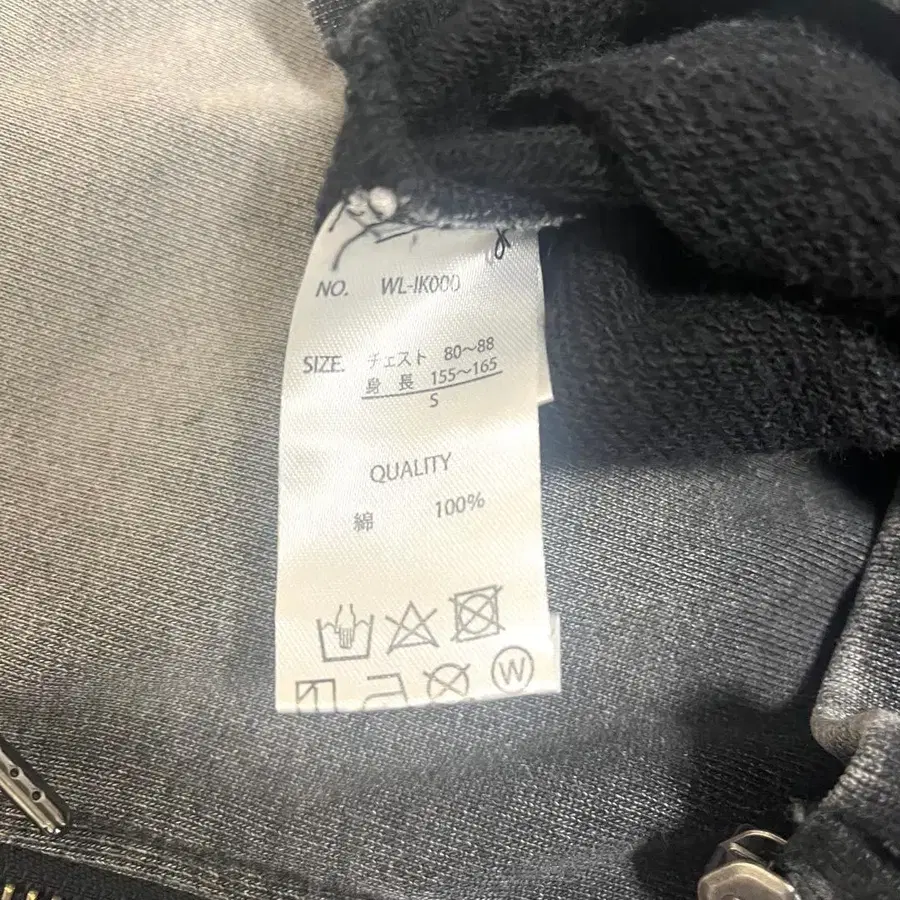 NO. WL-IK000
SIZE. チェスト 80〜88
身長 155〜165
S
QUALITY
綿 100%
W